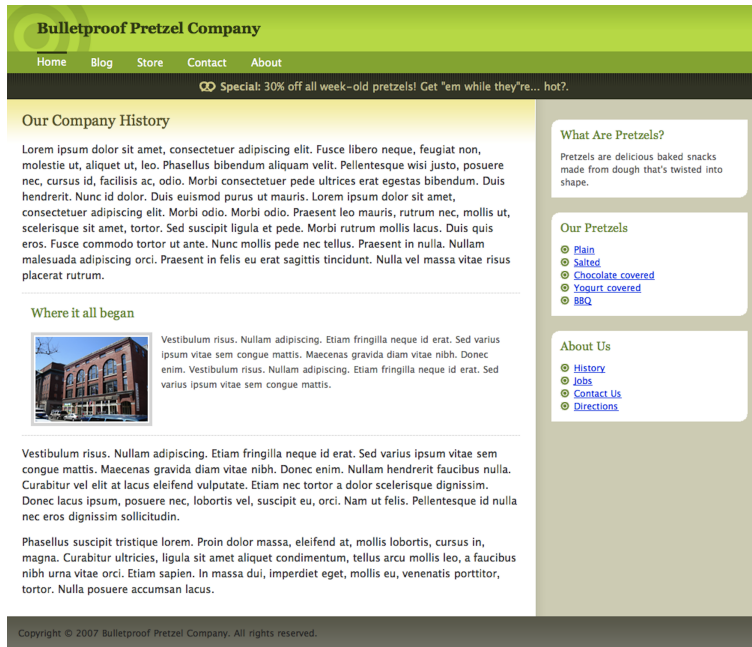 Bulletproof Pretzel Company
Home Blog Store Contact About
Special: 30% off all week-old pretzels! Get "em while they"re... hot?.
Our Company History
Lorem ipsum dolor sit amet, consectetuer adipiscing elit. Fusce libero neque, feugiat non,
molestie ut, aliquet ut, leo. Phasellus bibendum aliquam velit. Pellentesque wisi justo, posuere
nec, cursus id, facilisis ac, odio. Morbi consectetuer pede ultrices erat egestas bibendum. Duis
hendrerit. Nunc id dolor. Duis euismod purus ut mauris. Lorem ipsum dolor sit amet,
consectetuer adipiscing elit. Morbi odio. Morbi odio. Praesent leo mauris, rutrum nec, mollis ut,
scelerisque sit amet, tortor. Sed suscipit ligula et pede. Morbi rutrum mollis lacus. Duis quis
eros. Fusce commodo tortor ut ante. Nunc mollis pede nec tellus. Praesent in nulla. Nullam
malesuada adipiscing orci. Praesent in felis eu erat sagittis tincidunt. Nulla vel massa vitae risus
placerat rutrum.
Where it all began
Vestibulum risus. Nullam adipiscing. Etiam fringilla neque id erat. Sed varius
ipsum vitae sem congue mattis. Maecenas gravida diam vitae nibh. Donec
enim. Vestibulum risus. Nullam adipiscing. Etiam fringilla neque id erat. Sed
varius ipsum vitae sem congue mattis.
Vestibulum risus. Nullam adipiscing. Etiam fringilla neque id erat. Sed varius ipsum vitae sem
congue mattis. Maecenas gravida diam vitae nibh. Donec enim. Nullam hendrerit faucibus nulla.
Curabitur vel elit at lacus eleifend vulputate. Etiam nec tortor a dolor scelerisque dignissim.
Donec lacus ipsum, posuere nec, lobortis vel, suscipit eu, orci. Nam ut felis. Pellentesque id nulla
nec eros dignissim sollicitudin.
Phasellus suscipit tristique lorem. Proin dolor massa, eleifend at, mollis lobortis, cursus in,
magna. Curabitur ultricies, ligula sit amet aliquet condimentum, tellus arcu mollis leo, a faucibus
nibh urna vitae orci. Etiam sapien. In massa dui, imperdiet eget, mollis eu, venenatis porttitor,
tortor. Nulla posuere accumsan lacus.
What Are Pretzels?
Pretzels are delicious baked snacks
made from dough that's twisted into
shape.
Our Pretzels
Plain
Salted
Chocolate covered
Yogurt covered
BBQ
About Us
History
Jobs
Contact Us
Directions
Copyright © 2007 Bulletproof Pretzel Company. All rights reserved.